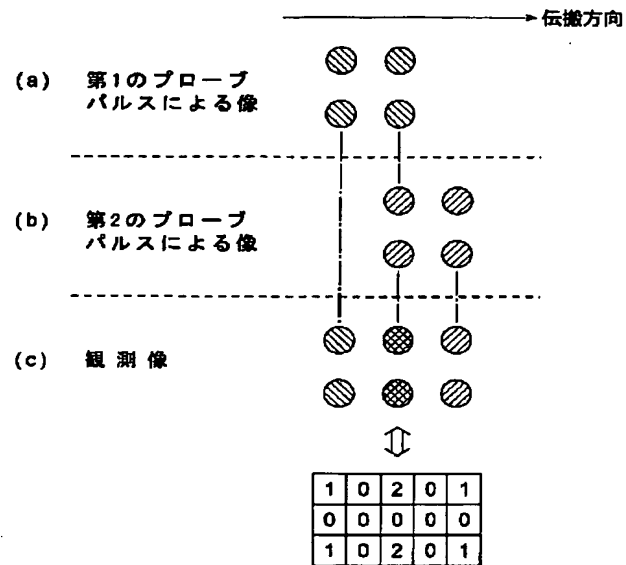 伝搬方向
(a) 第1のプローブ
パルスによる像
(b) 第2のプローブ
パルスによる像
(c) 観測像
1 0 2 0 1
0 0 0 0 0
1 0 2 0 1